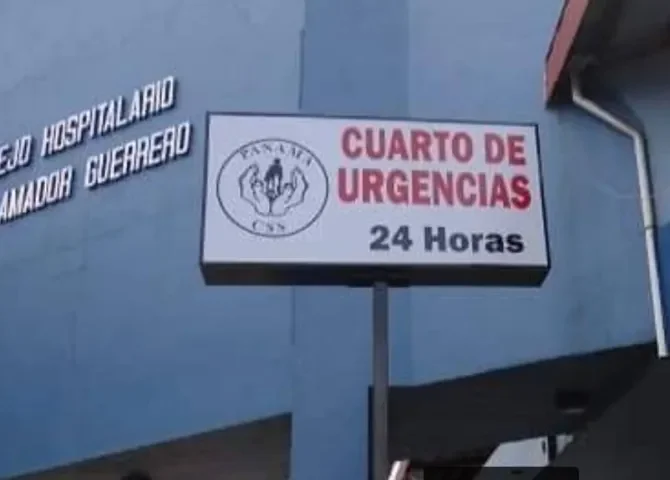 EJO HOSPITALARIO
AMADOR GUERRERO
PANAMA
CSS
CUARTO DE
URGENCIAS
24 Horas